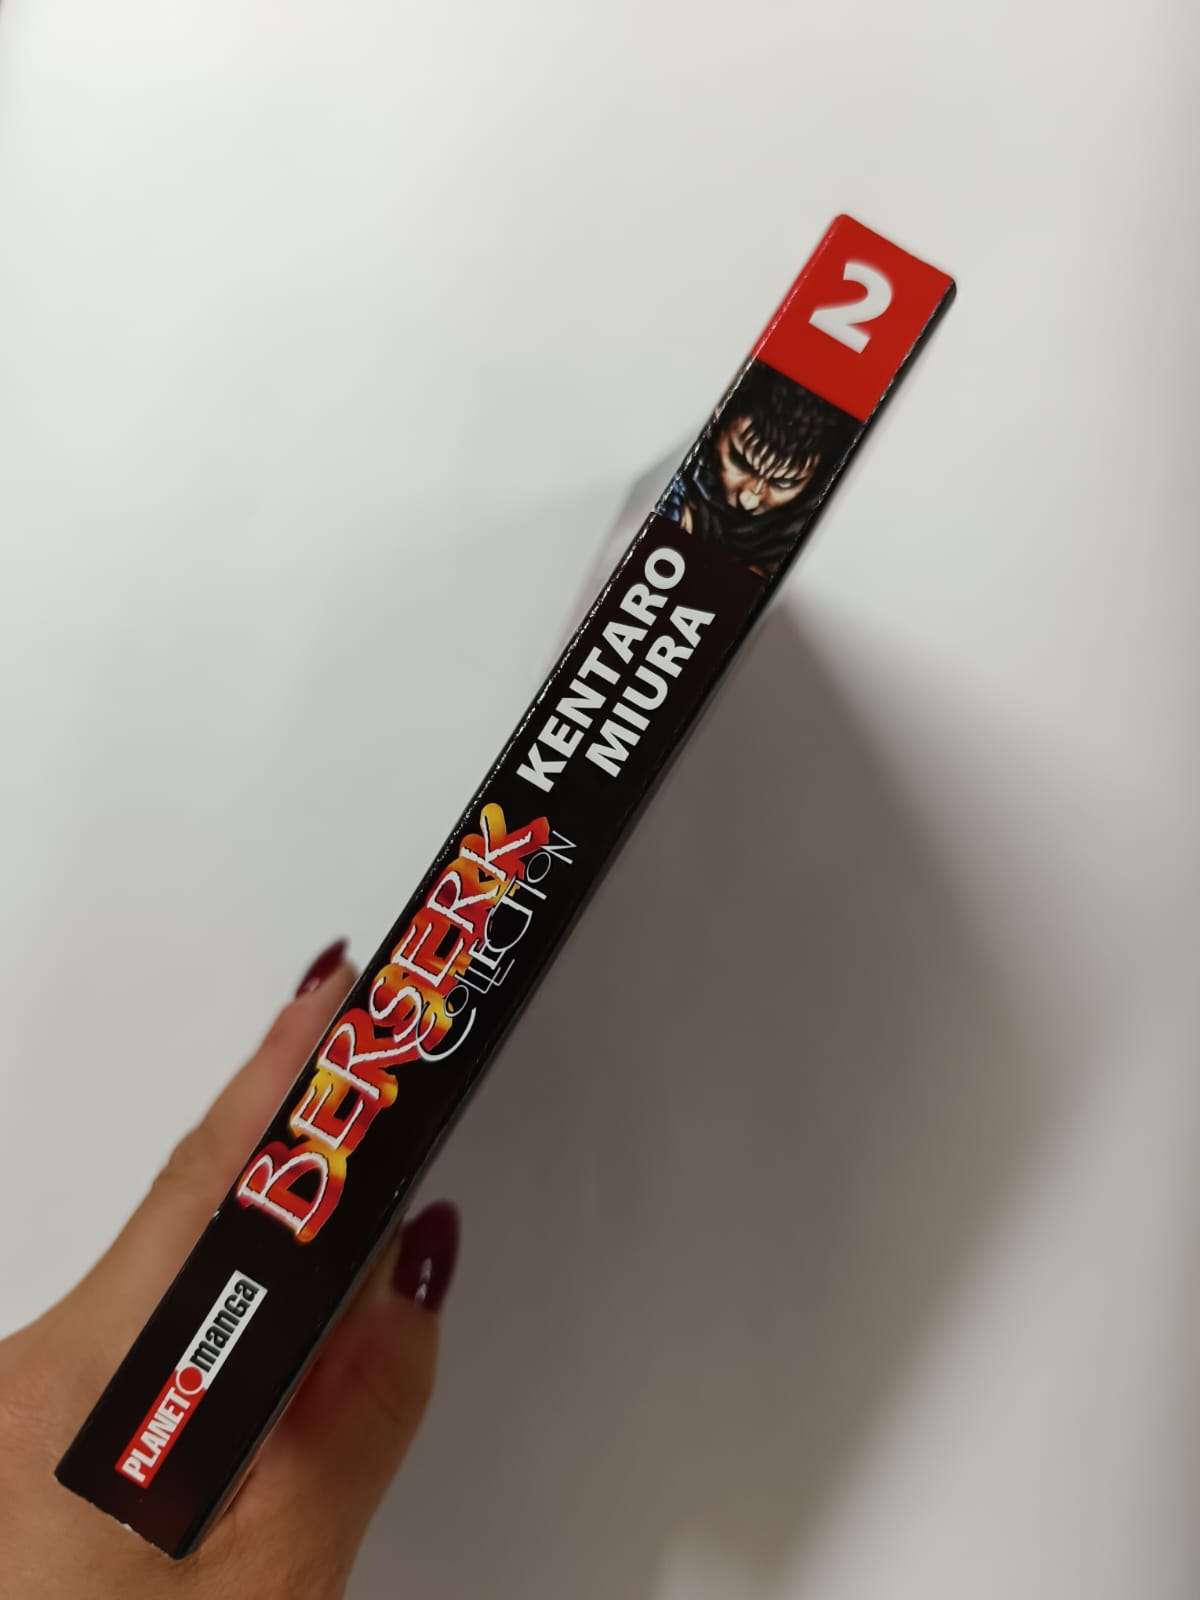 2
KENTARO
MIURA
BERSERK
COLLECTION
PLANET manga